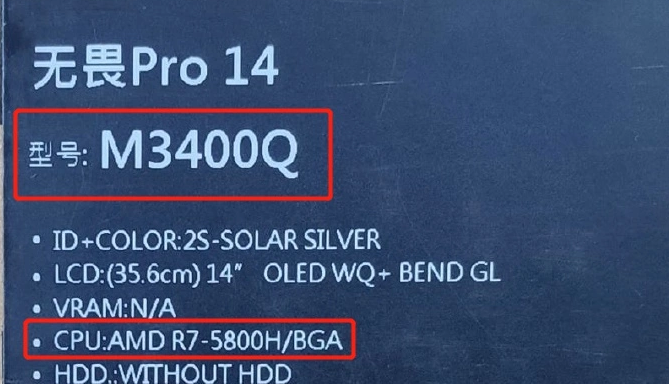 无畏Pro 14
型号: M3400Q
• ID+COLOR:2S-SOLAR SILVER
• LCD:(35.6cm) 14" OLED WQ+ BEND GL
• VRAM:N/A
• CPU:AMD R7-5800H/BGA
• HDD.:WITHOUT HDD